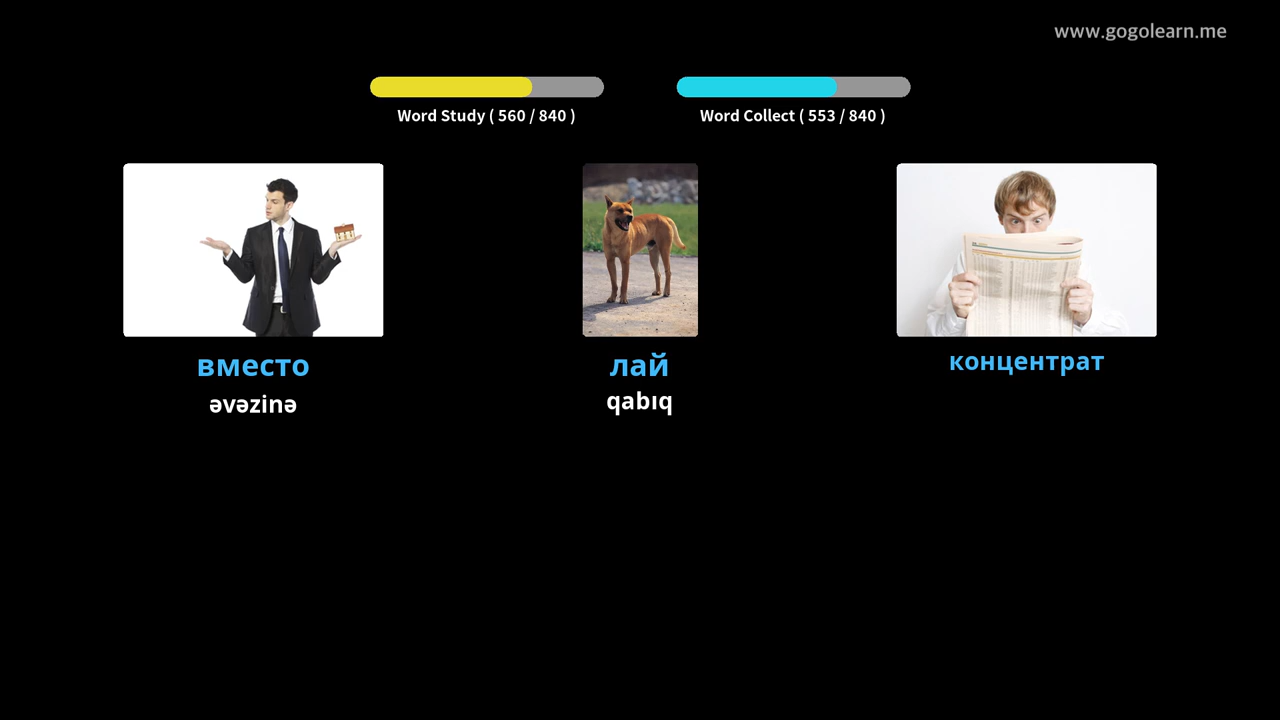 www.gogolearn.me
Word Study ( 560 / 840 )
Word Collect ( 553 / 840 )
вместо
əvəzinə
лай
qabıq
концентрат